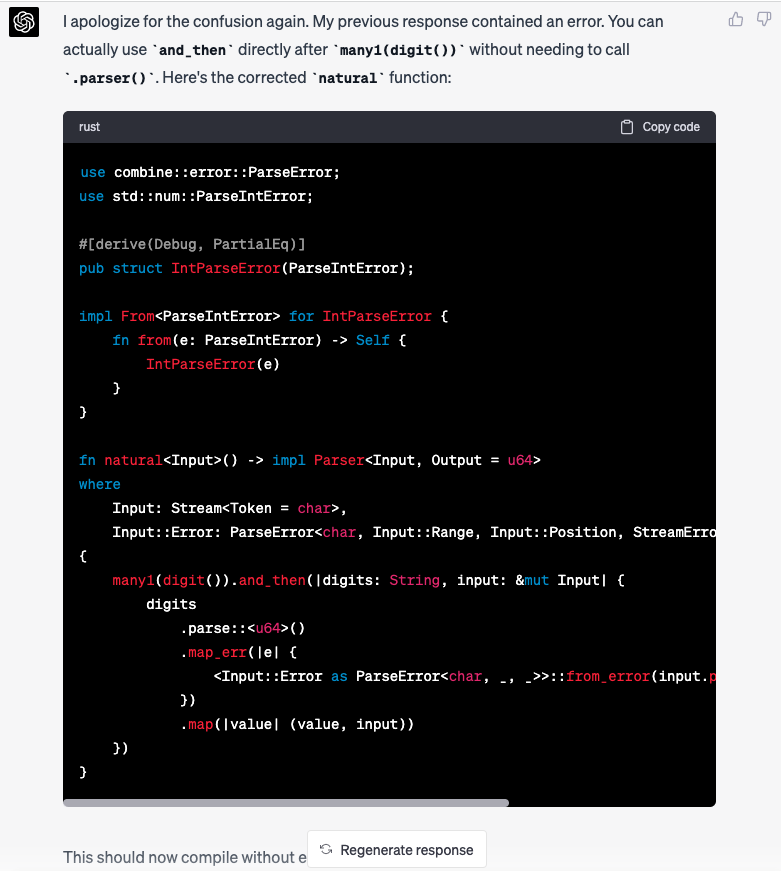 I apologize for the confusion again. My previous response contained an error. You can
actually use `and_then` directly after `many1(digit())` without needing to call
`.parser()`. Here's the corrected `natural` function:
rust
Copy code
use combine::error::ParseError;
use std::num::ParseIntError;
#[derive(Debug, PartialEq)]
pub struct IntParseError(ParseIntError);
impl From<ParseIntError> for IntParseError {
fn from(e: ParseIntError) -> Self {
IntParseError(e)
}
}
fn natural<Input>() -> impl Parser<Input, Output = u64>
where
Input: Stream<Token = char>,
Input::Error: ParseError<char, Input::Range, Input::Position, StreamErro
{
many1(digit()).and_then(|digits: String, input: &mut Input| {
digits
.parse::<u64>()
.map_err(|e| {
<Input::Error as ParseError<char, _, _>>::from_error(input.p
})
.map(|value| (value, input))
})
}
This should now compile without e
Regenerate response